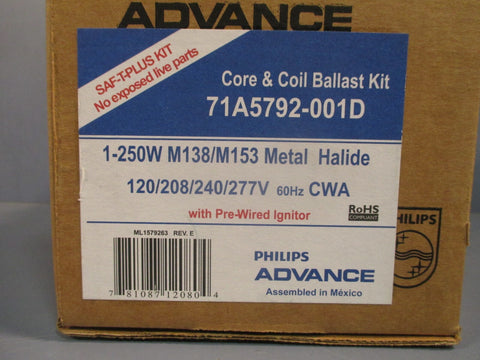 ADVANCE
SAF-T-PLUS KIT
No exposed live parts
Core & Coil Ballast Kit
71A5792-001D
1-250W M138/M153 Metal Halide
120/208/240/277V 60Hz CWA
with Pre-Wired Ignitor
RoHS
COMPLIANT
ML1579263 REV. E
7 81087 12080 4
PHILIPS
ADVANCE
Assembled in México
PHILIPS